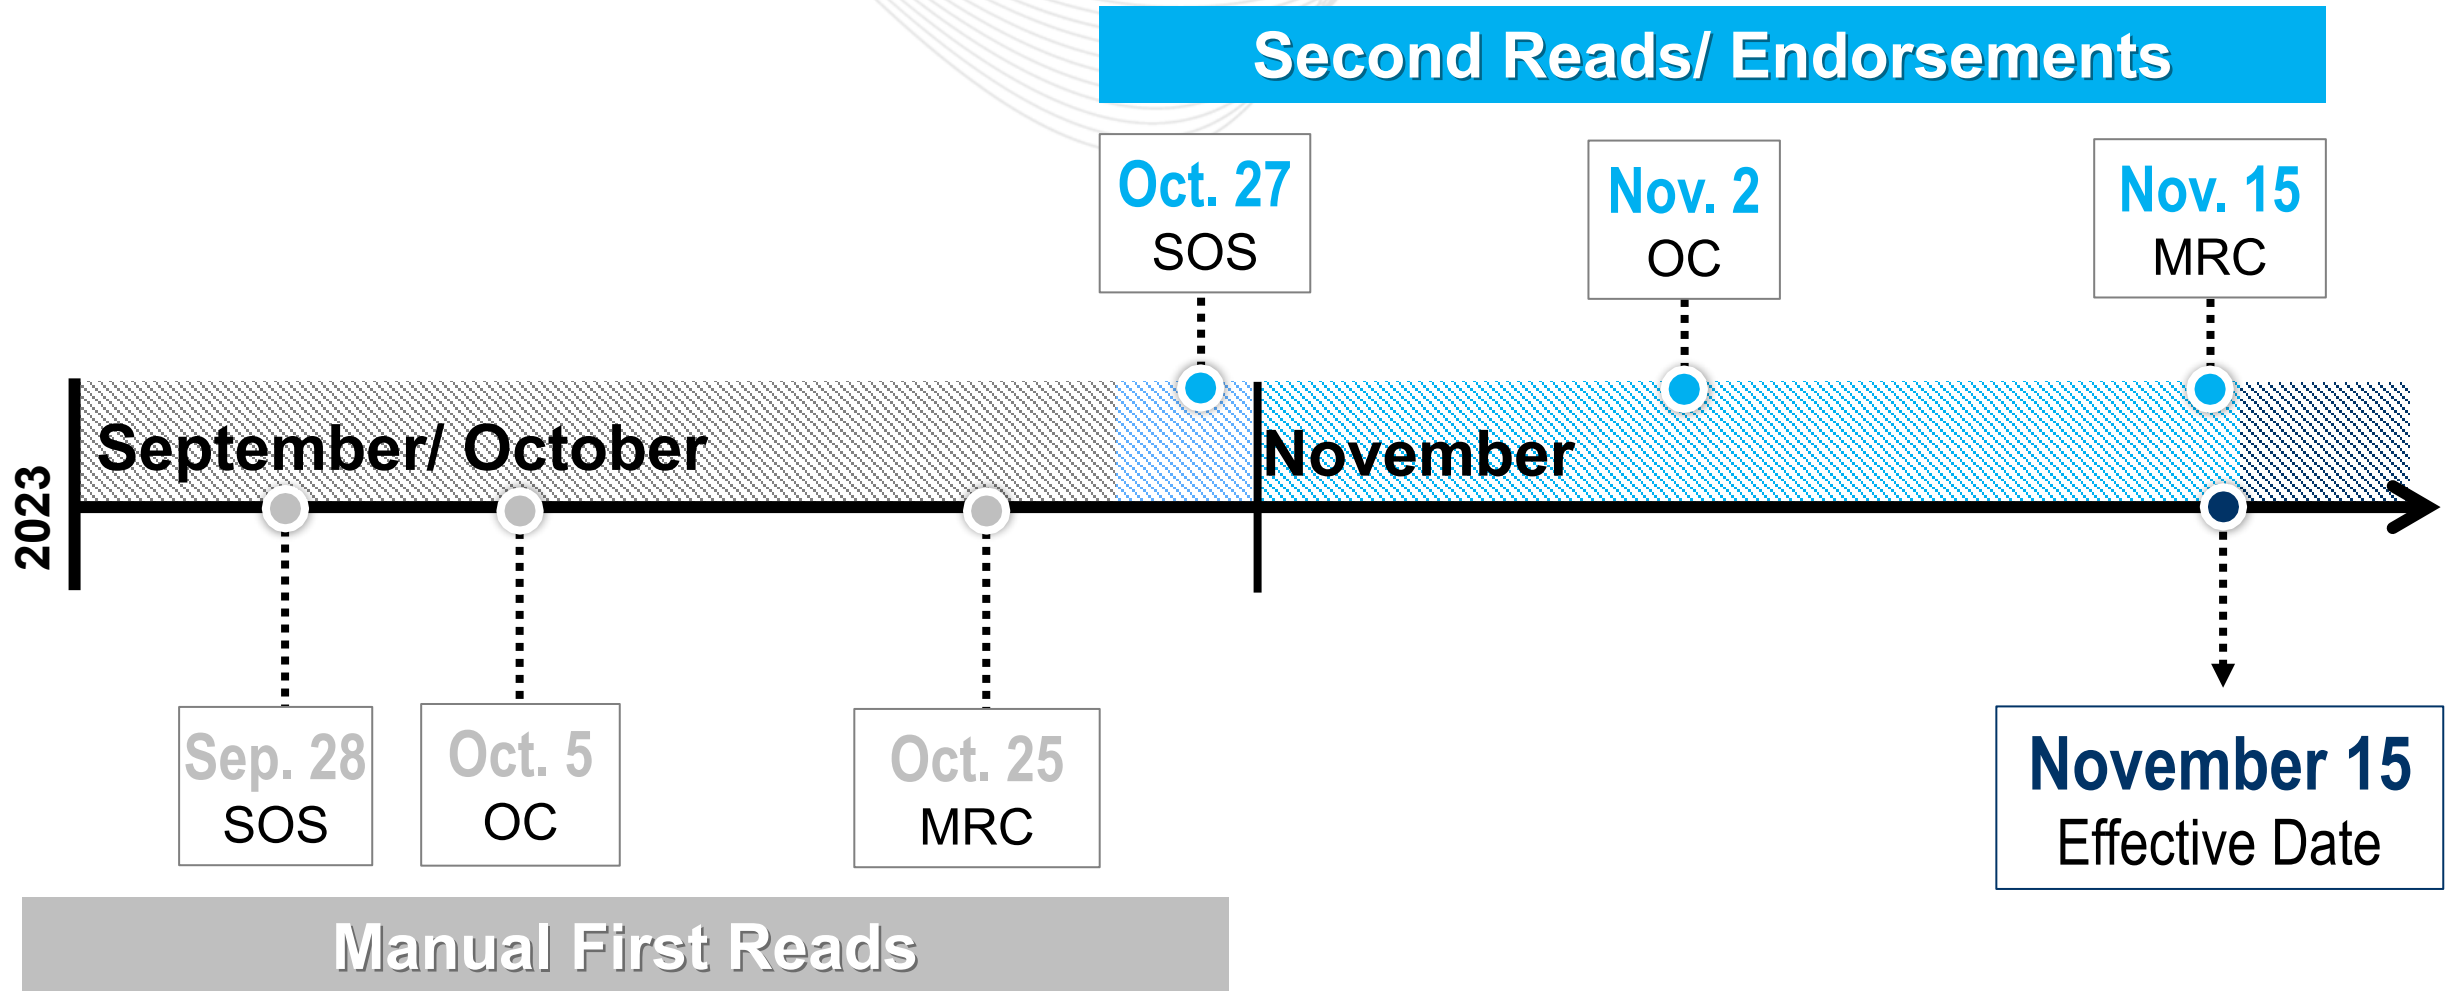 Second Reads/ Endorsements
Oct. 27
SOS
Nov. 2
OC
Nov. 15
MRC
2023
September/ October
November
Sep. 28
SOS
Oct. 5
OC
Oct. 25
MRC
November 15
Effective Date
Manual First Reads